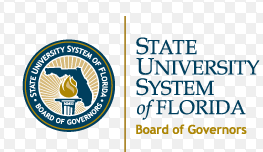 STATE UNIVERSITY SYSTEM OF FLORIDA
BOARD OF GOVERNORS
STATE
UNIVERSITY
SYSTEM
of FLORIDA
Board of Governors